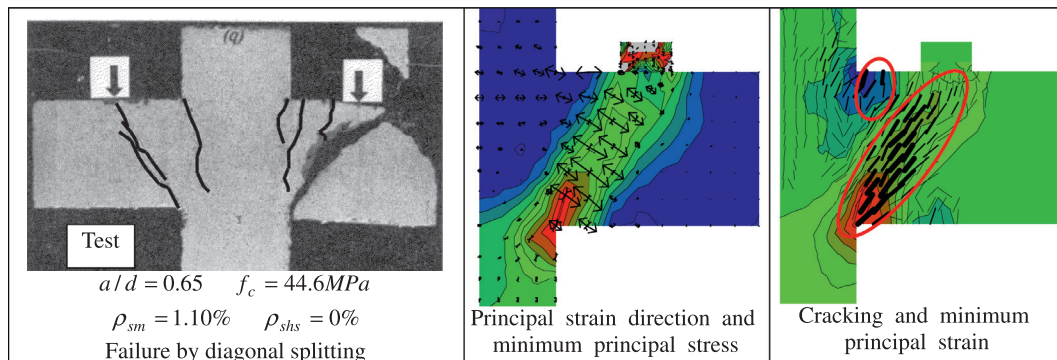 (q)
Test
a/d = 0.65 f_c = 44.6MPa
ρ_sm = 1.10% ρ_shs = 0%
Failure by diagonal splitting
Principal strain direction and
minimum principal stress
Cracking and minimum
principal strain